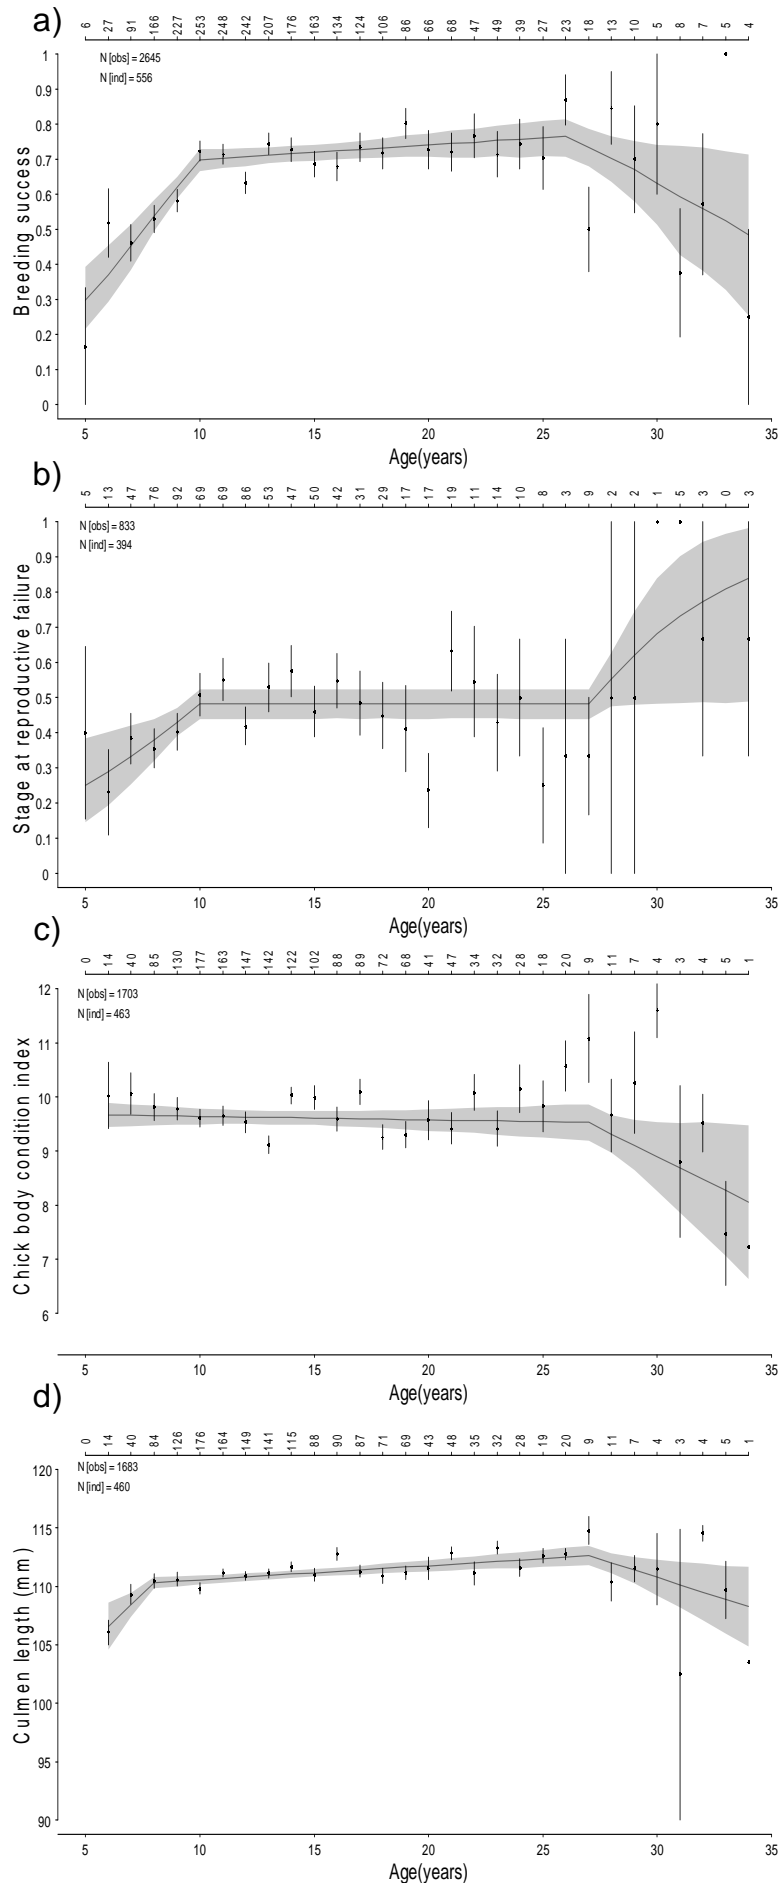 a)
6 27 91 166 227 253 248 242 207 176 163 134 124 106 86 66 68 47 49 39 27 23 18 13 10 5 8 7 5 4
N [obs] = 2645
N [ind] = 556
1
0.9
0.8
0.7
0.6
0.5
0.4
0.3
0.2
0.1
0
Breeding success
5 10 15 20 25 30 35
Age(years)
b)
5 13 47 76 92 69 69 86 53 47 50 42 31 29 17 17 19 11 14 10 8 3 9 2 2 1 5 3 0 3
N [obs] = 833
N [ind] = 394
1
0.9
0.8
0.7
0.6
0.5
0.4
0.3
0.2
0.1
0
Stage at reproductive failure
5 10 15 20 25 30 35
Age(years)
c)
0 14 40 85 130 177 163 147 142 122 102 88 89 72 68 41 47 34 32 28 18 20 9 11 7 4 3 4 5 1
N [obs] = 1703
N [ind] = 463
12
11
10
9
8
7
6
Chick body condition index
5 10 15 20 25 30 35
Age(years)
d)
0 14 40 84 126 176 164 149 141 115 88 90 87 71 69 43 48 35 32 28 19 20 9 11 7 4 3 4 5 1
N [obs] = 1683
N [ind] = 460
120
115
110
105
100
95
90
Culmen length (mm)
5 10 15 20 25 30 35
Age(years)